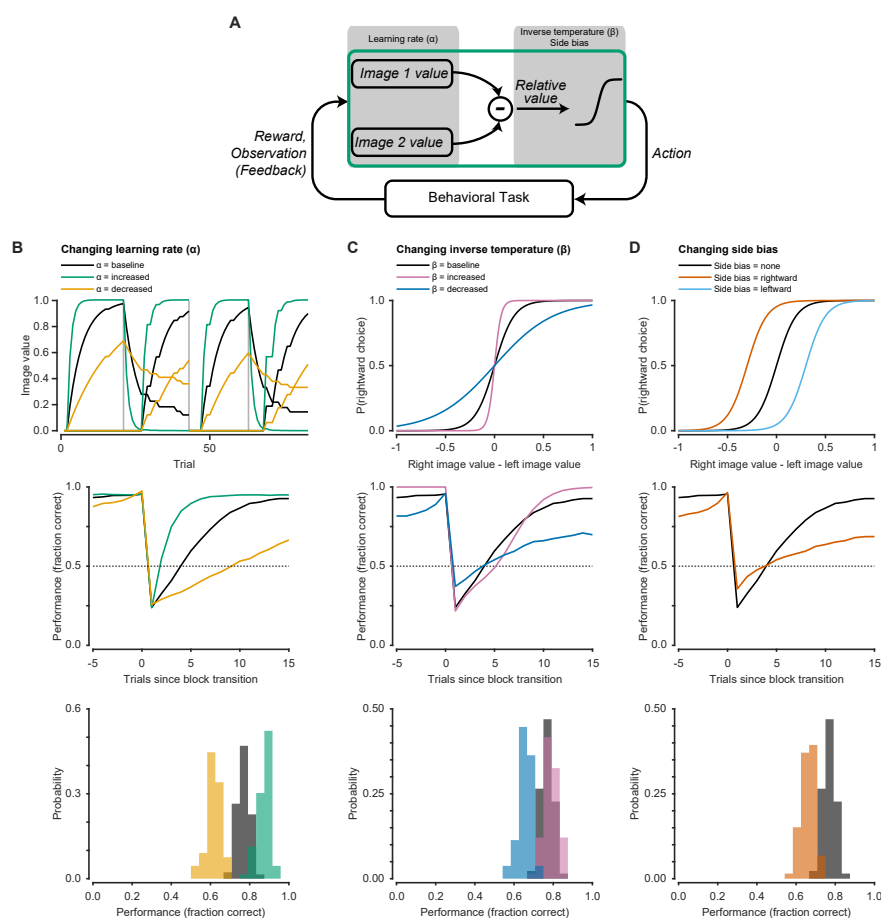 A
Learning rate (α)
Inverse temperature (β)
Side bias
Image 1 value
Image 2 value
-
Relative
value
Reward,
Observation
(Feedback)
Action
Behavioral Task
B
Changing learning rate (α)
α = baseline
α = increased
α = decreased
1.0
0.8
0.6
0.4
0.2
0.0
Image value
0
50
Trial
1.0
0.5
0.0
Performance (fraction correct)
-5
0
5
10
15
Trials since block transition
0.6
0.3
0.0
Probability
0.0
0.2
0.4
0.6
0.8
1.0
Performance (fraction correct)
C
Changing inverse temperature (β)
β = baseline
β = increased
β = decreased
1.0
0.5
0.0
P(rightward choice)
-1
-0.5
0
0.5
1
Right image value - left image value
1.0
0.5
0.0
Performance (fraction correct)
-5
0
5
10
15
Trials since block transition
0.50
0.25
0.00
Probability
0.0
0.2
0.4
0.6
0.8
1.0
Performance (fraction correct)
D
Changing side bias
Side bias = none
Side bias = rightward
Side bias = leftward
1.0
0.5
0.0
P(rightward choice)
-1
-0.5
0
0.5
1
Right image value - left image value
1.0
0.5
0.0
Performance (fraction correct)
-5
0
5
10
15
Trials since block transition
0.50
0.25
0.00
Probability
0.0
0.2
0.4
0.6
0.8
1.0
Performance (fraction correct)